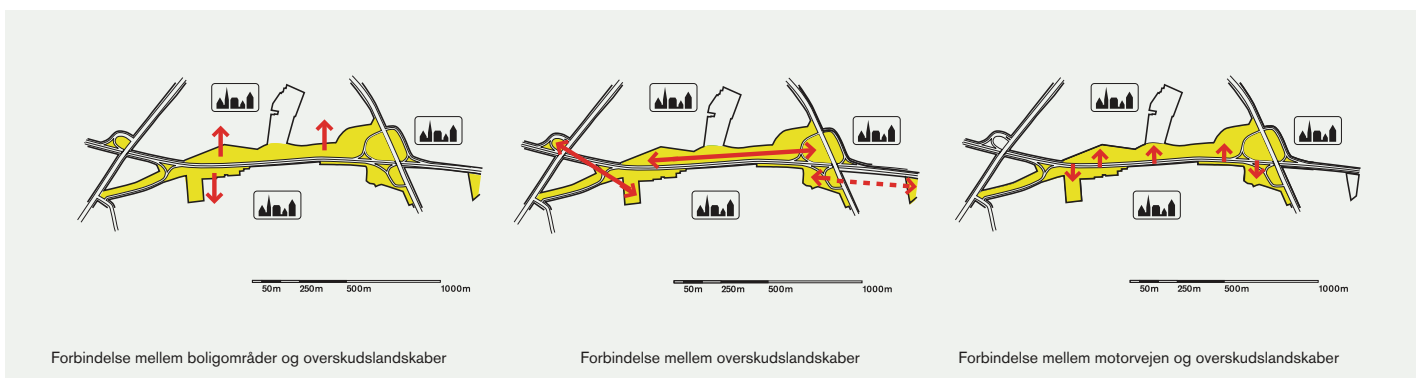 50m 250m 500m 1000m
50m 250m 500m 1000m
50m 250m 500m 1000m
Forbindelse mellem boligområder og overskudslandskaber
Forbindelse mellem overskudslandskaber
Forbindelse mellem motorvejen og overskudslandskaber